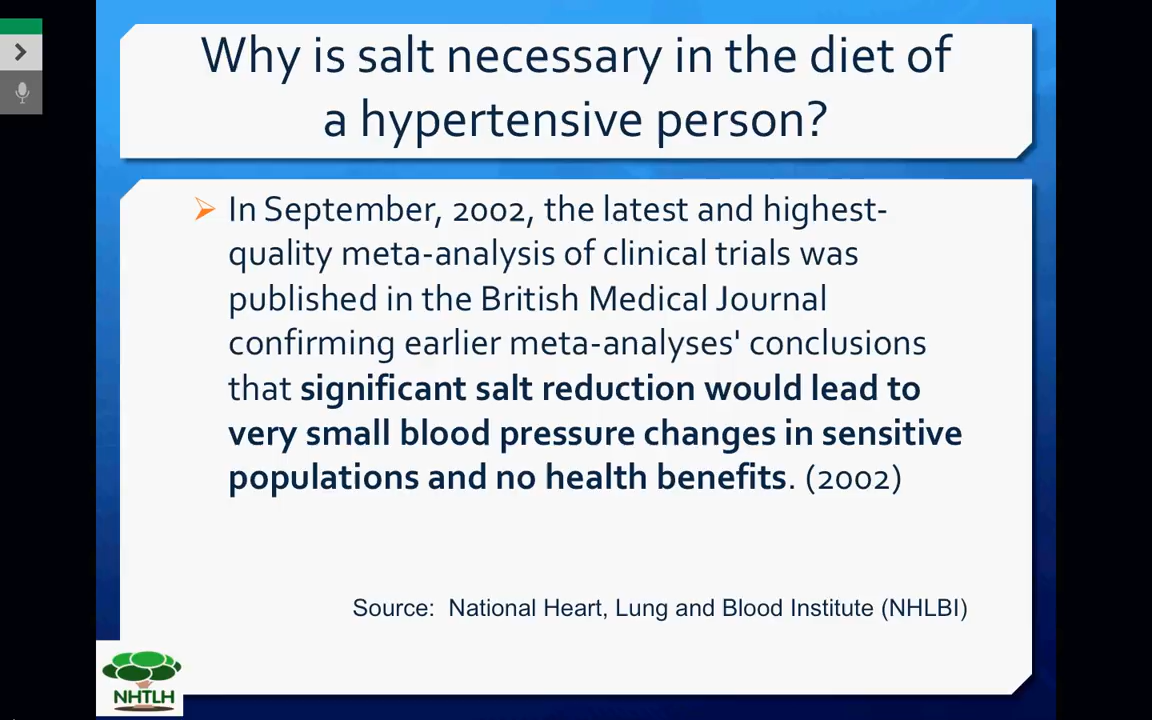 Why is salt necessary in the diet of
a hypertensive person?
In September, 2002, the latest and highest-
quality meta-analysis of clinical trials was
published in the British Medical Journal
confirming earlier meta-analyses' conclusions
that significant salt reduction would lead to
very small blood pressure changes in sensitive
populations and no health benefits. (2002)
Source: National Heart, Lung and Blood Institute (NHLBI)
NHTLH